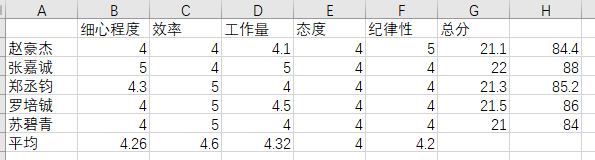 A B C D E F G H
细心程度 效率 工作量 态度 纪律性 总分
赵豪杰 4 4 4.1 4 5 21.1 84.4
张嘉诚 5 4 5 4 4 22 88
郑丞钧 4.3 5 4 4 4 21.3 85.2
罗培铖 4 5 4.5 4 4 21.5 86
苏碧青 4 5 4 4 4 21 84
平均 4.26 4.6 4.32 4 4.2